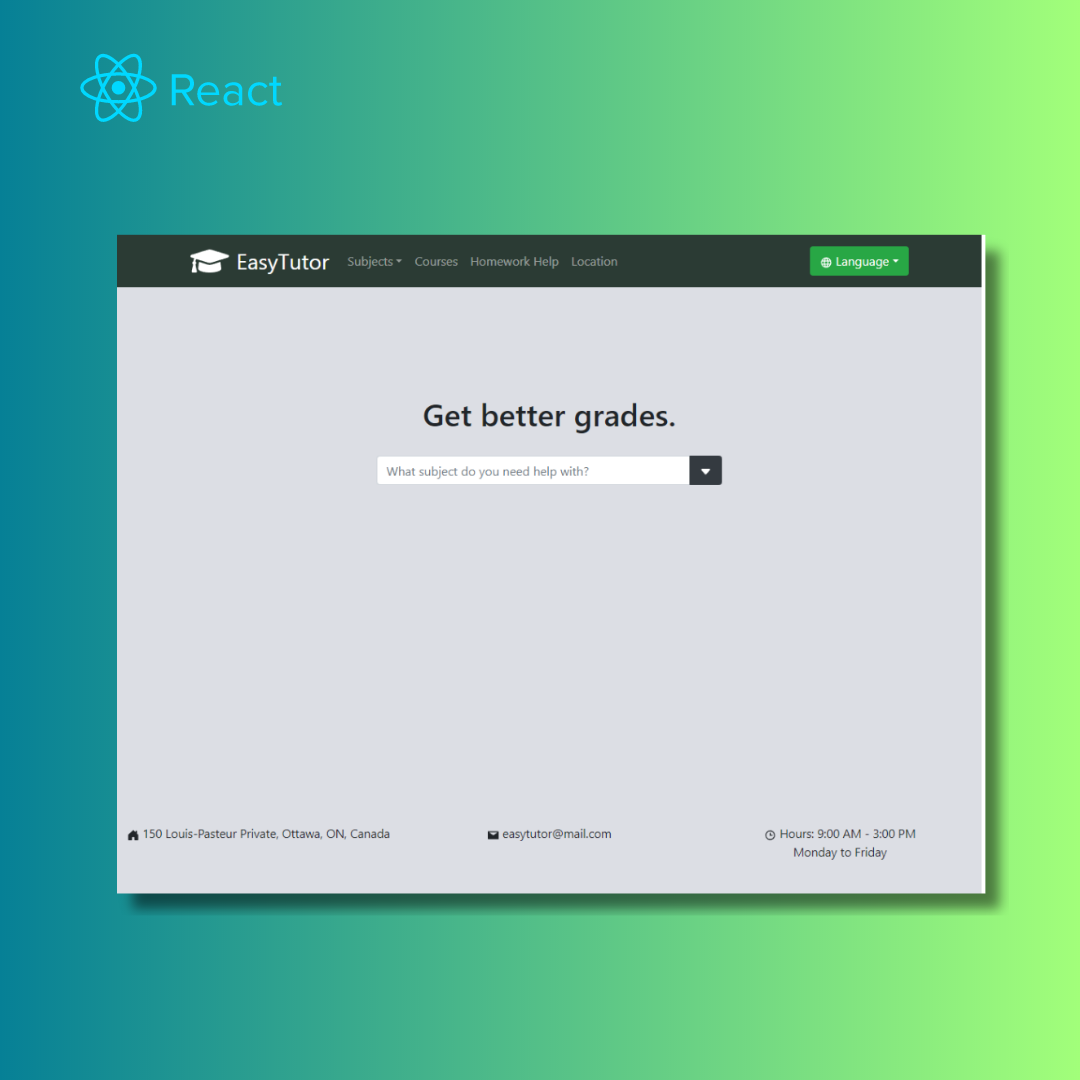 React
EasyTutor Subjects Courses Homework Help Location Language
Get better grades.
What subject do you need help with?
150 Louis-Pasteur Private, Ottawa, ON, Canada easytutor@mail.com Hours: 9:00 AM - 3:00 PM
Monday to Friday